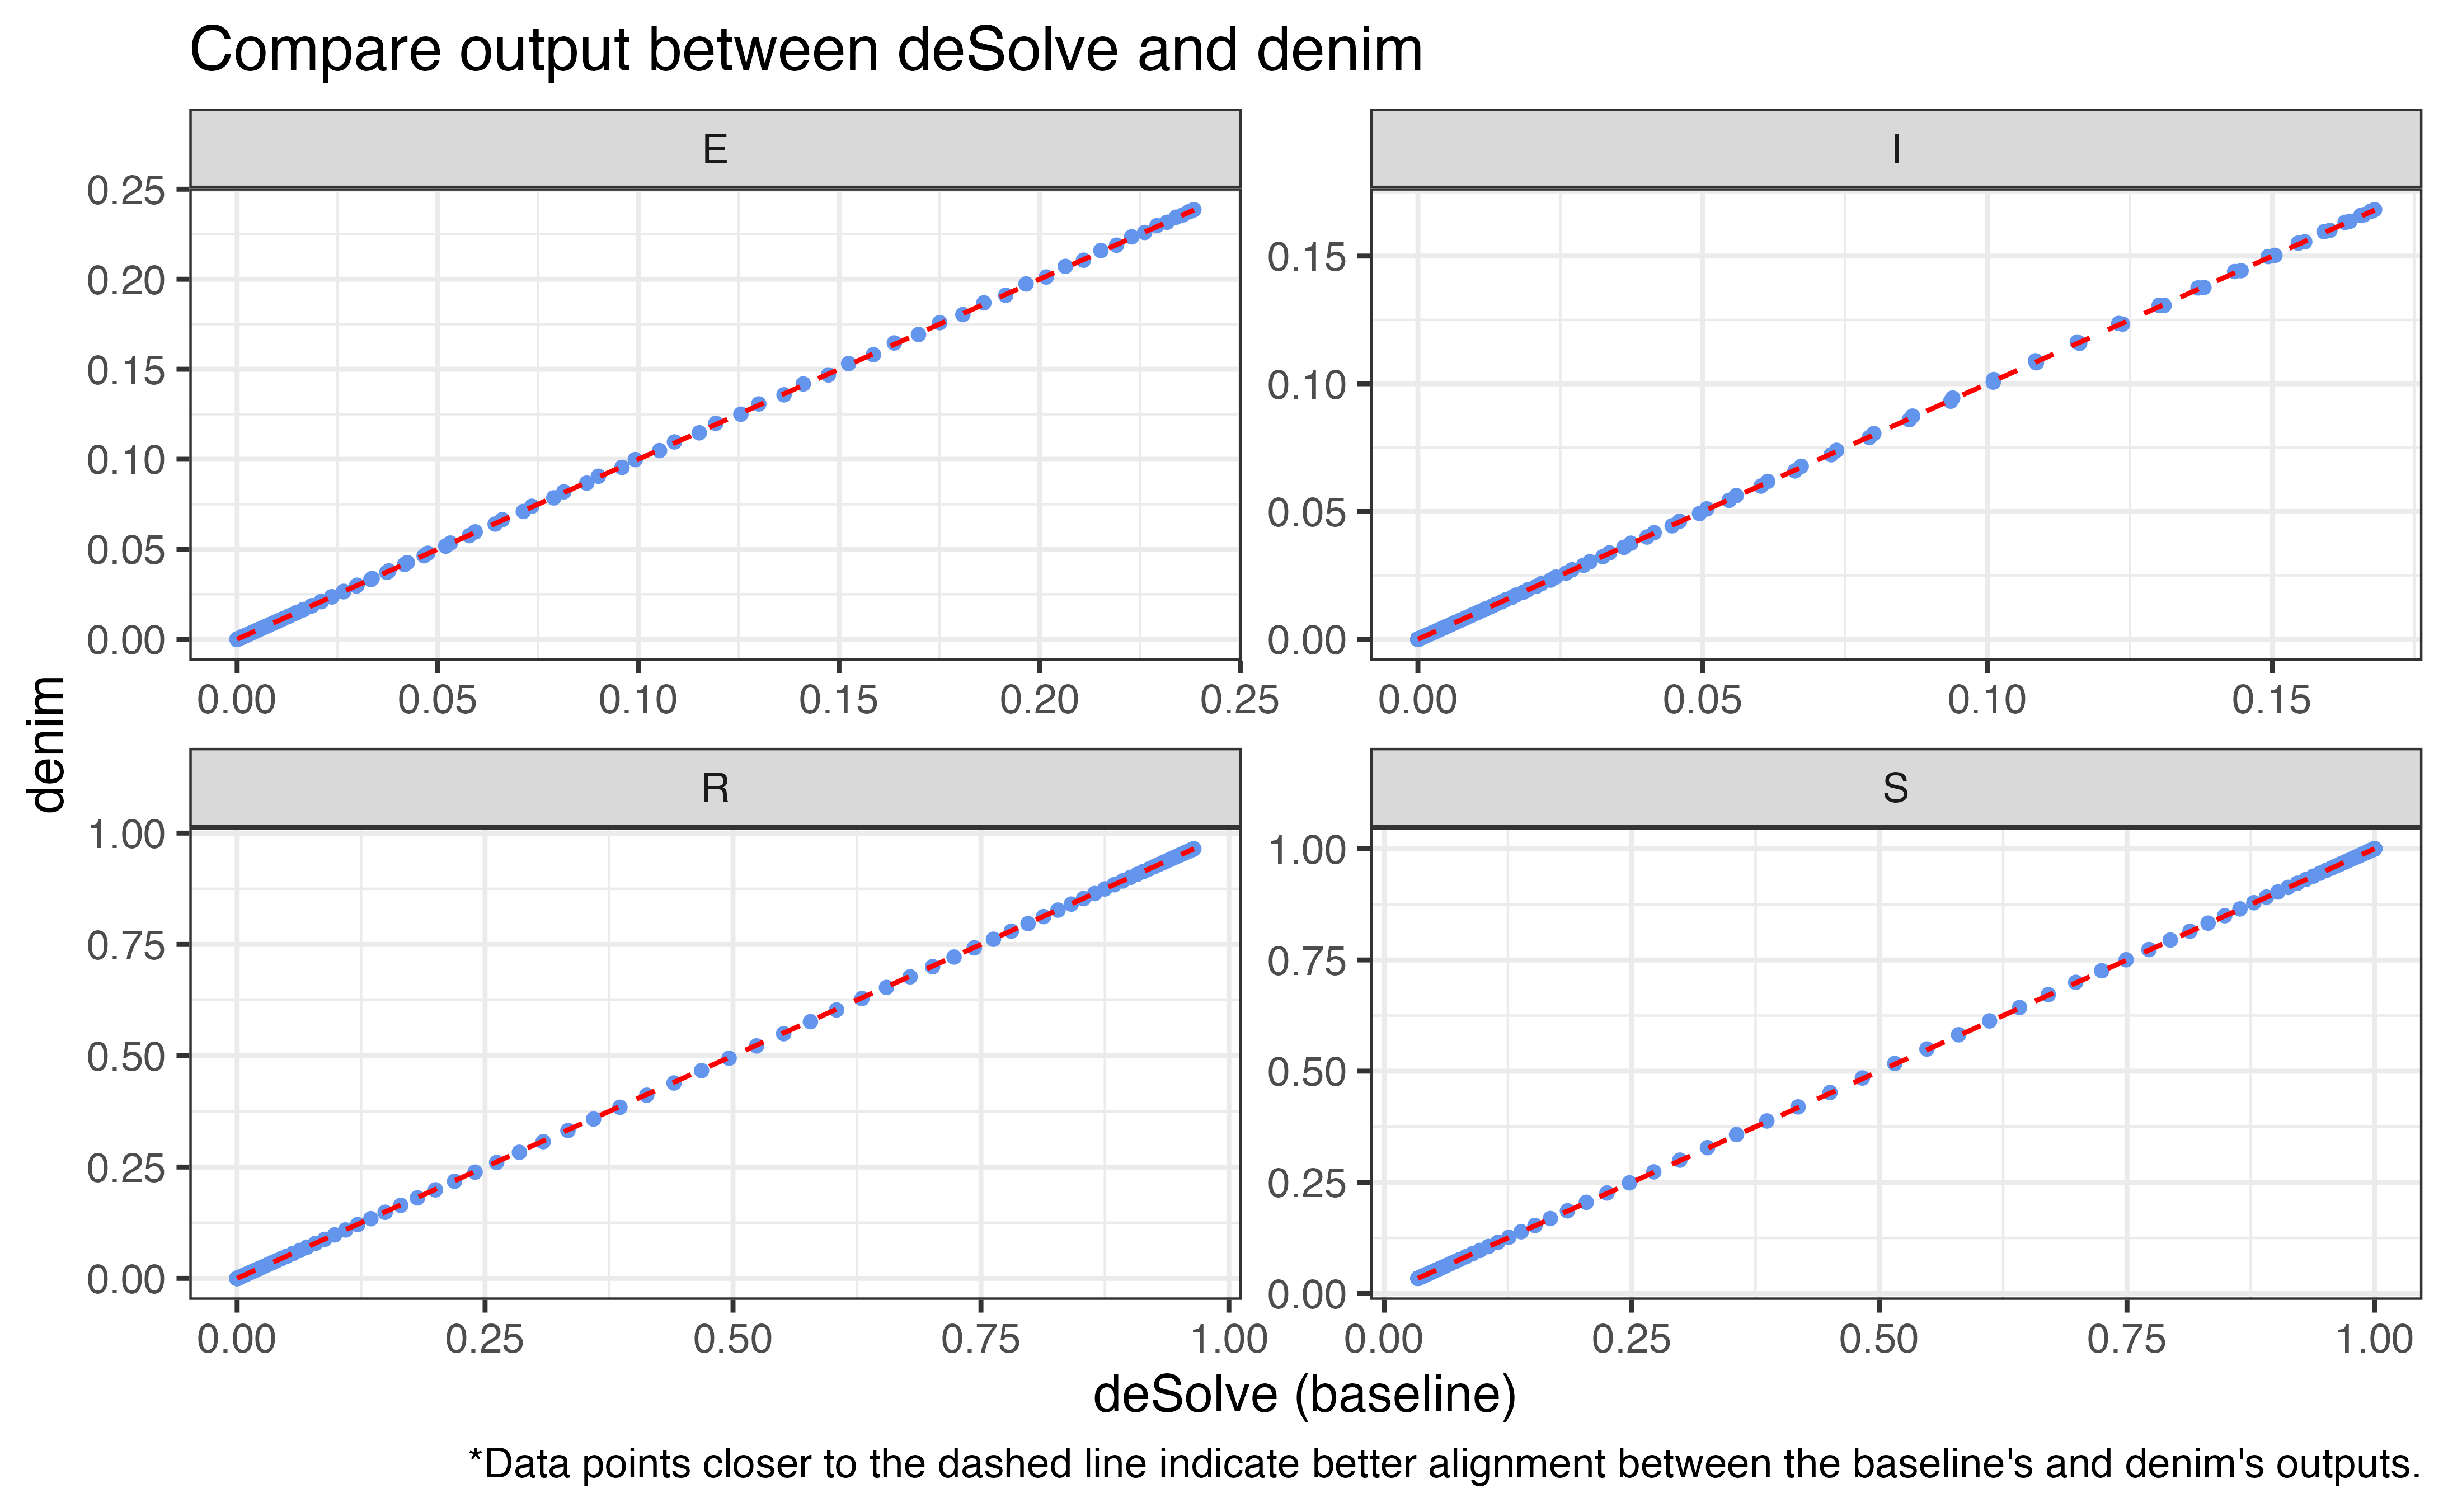 Compare output between deSolve and denim
E
I
0.25
0.20
0.15
0.10
0.05
0.00
0.15
0.10
0.05
0.00
0.00 0.05 0.10 0.15 0.20 0.25
0.00 0.05 0.10 0.15
denim
R
S
1.00
0.75
0.50
0.25
0.00
1.00
0.75
0.50
0.25
0.00
0.00 0.25 0.50 0.75 1.00
0.00 0.25 0.50 0.75 1.00
deSolve (baseline)
*Data points closer to the dashed line indicate better alignment between the baseline's and denim's outputs.